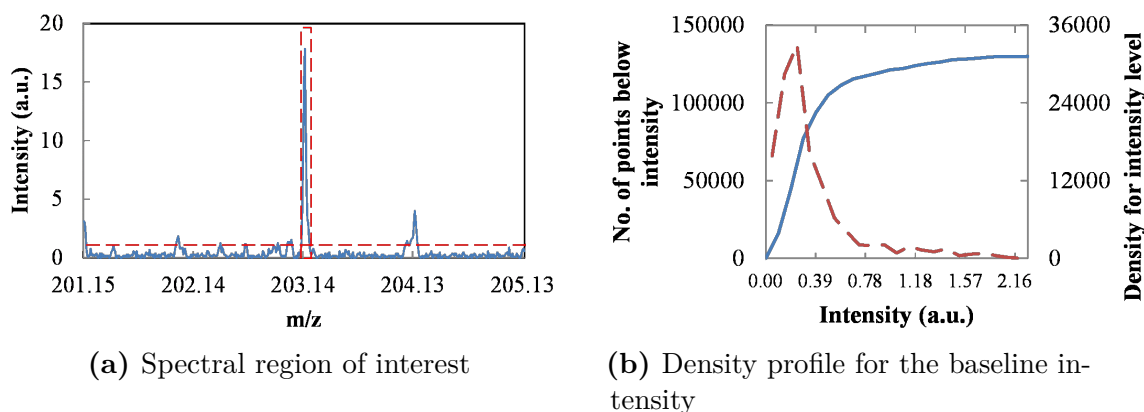 20
15
10
5
0
Intensity (a.u.)
201.15 202.14 203.14 204.13 205.13
m/z
(a) Spectral region of interest
150000
100000
50000
0
No. of points below
intensity
36000
24000
12000
0
Density for intensity level
0.00 0.39 0.78 1.18 1.57 2.16
Intensity (a.u.)
(b) Density profile for the baseline in-
tensity